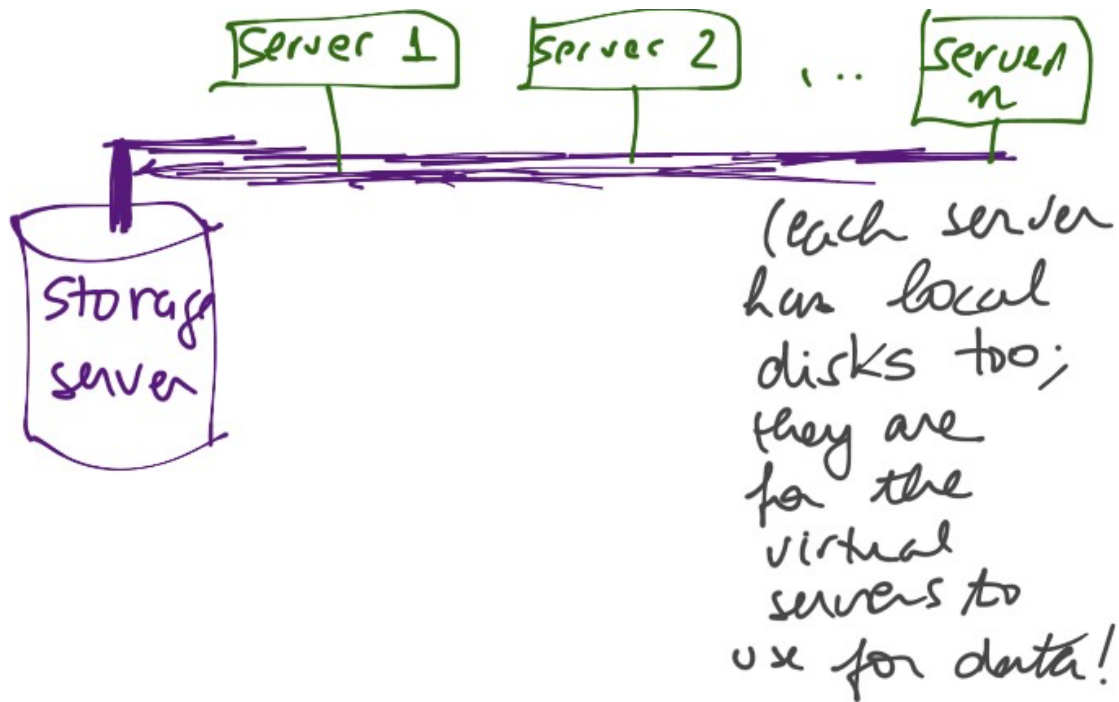 Server 1
Server 2
...
Server
n
Storage
server
(each server
has local
disks too;
they are
for the
virtual
servers to
use for data!